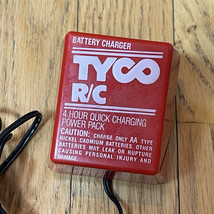 BATTERY CHARGER
TYCO
R/C
4 HOUR QUICK CHARGING
POWER PACK
CAUTION: CHARGE ONLY AA TYPE
NICKEL CADMIUM BATTERIES. OTHER
BATTERIES MAY LEAK OR RUPTURE
CAUSING PERSONAL INJURY AND
DAMAGE.